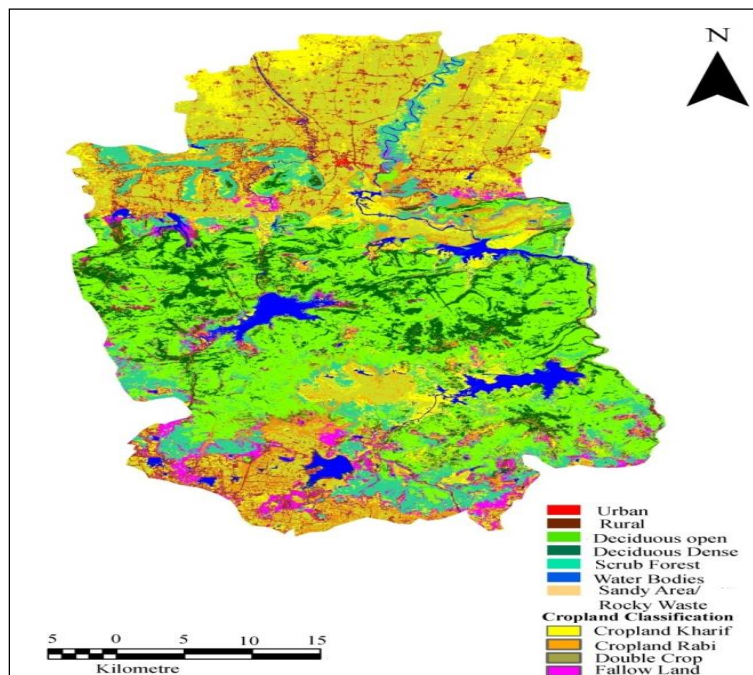 N
Urban
Rural
Deciduous open
Deciduous Dense
Scrub Forest
Water Bodies
Sandy Area/
Rocky Waste
Cropland Classification
Cropland Kharif
Cropland Rabi
Double Crop
Fallow Land
5 0 5 10 15
Kilometre